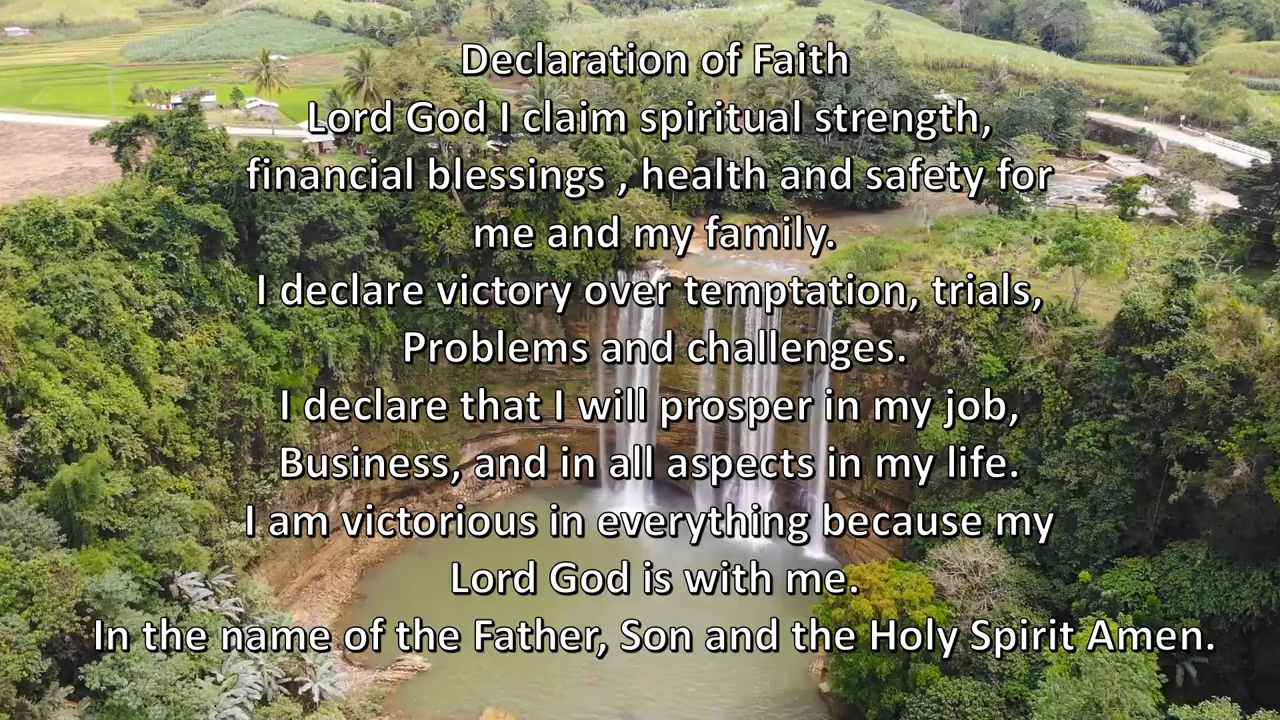 Declaration of Faith
Lord God I claim spiritual strength,
financial blessings , health and safety for
me and my family.
I declare victory over temptation, trials,
Problems and challenges.
I declare that I will prosper in my job,
Business, and in all aspects in my life.
I am victorious in everything because my
Lord God is with me.
In the name of the Father, Son and the Holy Spirit Amen.